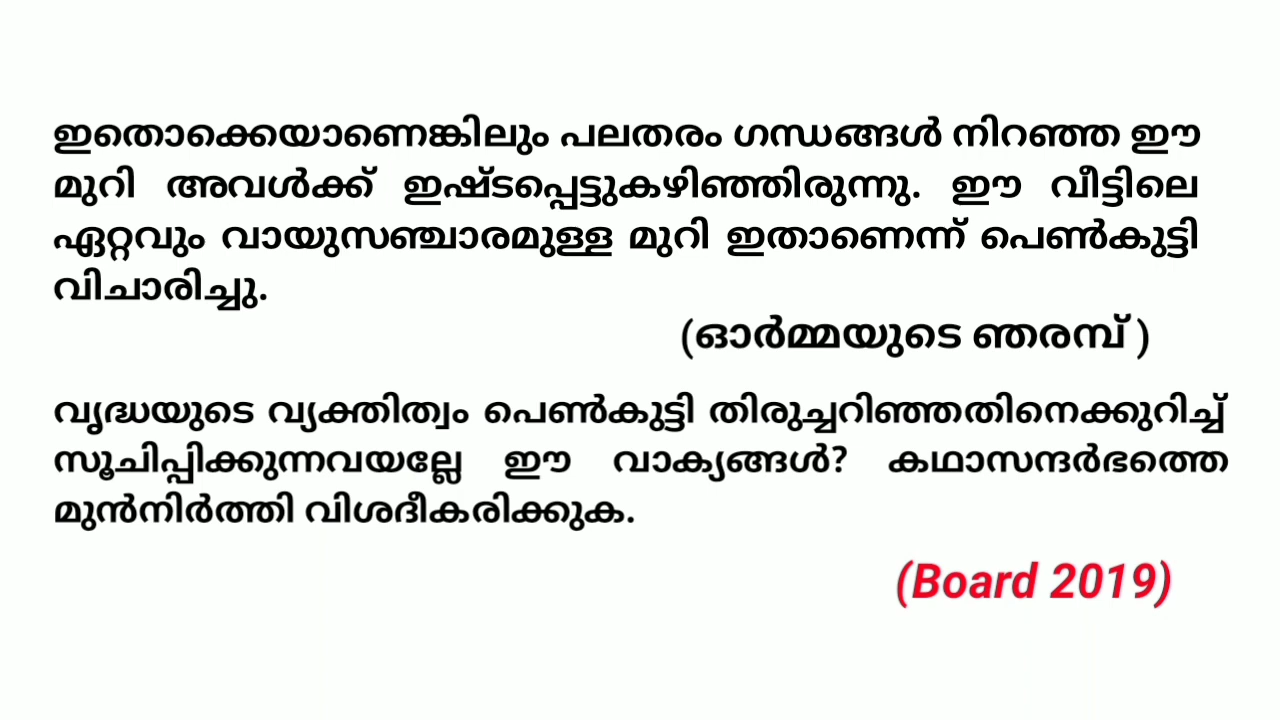 ഇതൊക്കെയാണെങ്കിലും പലതരം ഗന്ധങ്ങൾ നിറഞ്ഞ ഈ
മുറി അവൾക്ക് ഇഷ്ടപ്പെട്ടുകഴിഞ്ഞിരുന്നു. ഈ വീട്ടിലെ
ഏറ്റവും വായുസഞ്ചാരമുള്ള മുറി ഇതാണെന്ന് പെൺകുട്ടി
വിചാരിച്ചു.
(ഓർമ്മയുടെ ഞരമ്പ് )
വൃദ്ധയുടെ വ്യക്തിത്വം പെൺകുട്ടി തിരുച്ചറിഞ്ഞതിനെക്കുറിച്ച്
സൂചിപ്പിക്കുന്നവയല്ലേ ഈ വാക്യങ്ങൾ? കഥാസന്ദർഭത്തെ
മുൻനിർത്തി വിശദീകരിക്കുക.
(Board 2019)